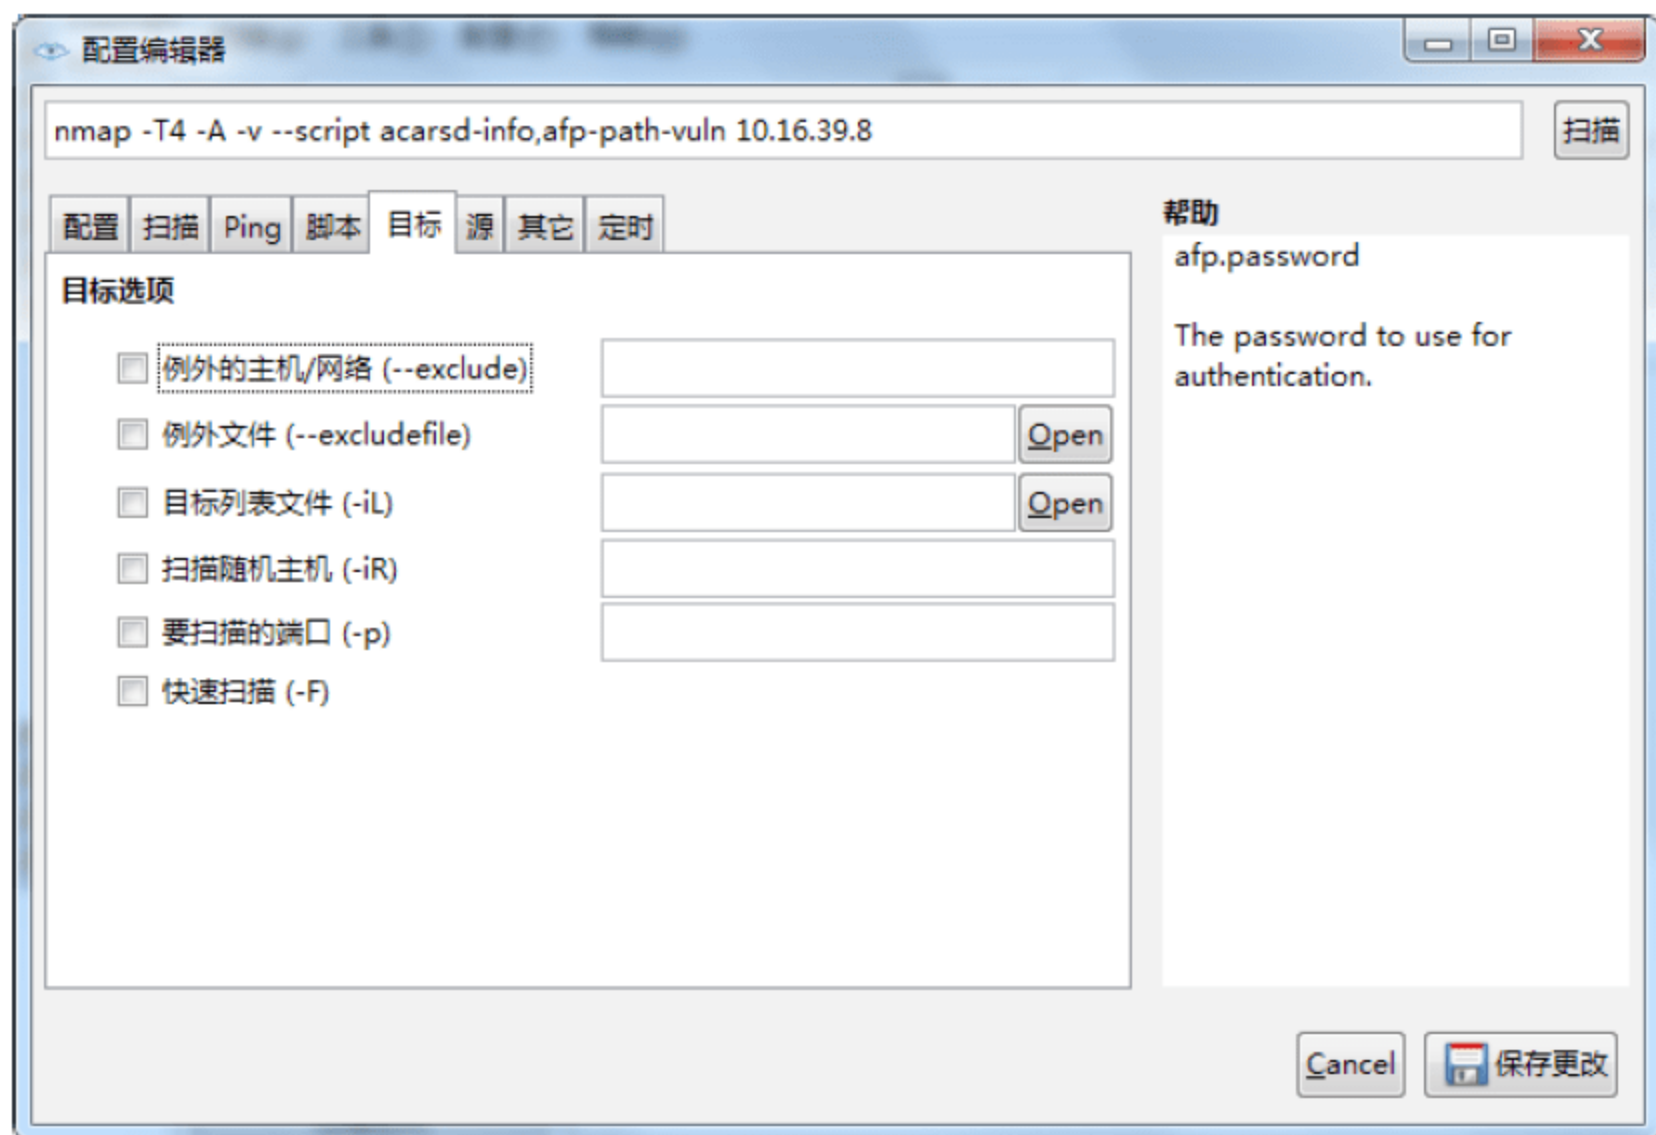 配置编辑器
nmap -T4 -A -v --script acarsd-info,afp-path-vuln 10.16.39.8
扫描
配置 扫描 Ping 脚本 目标 源 其它 定时
目标选项
例外的主机/网络 (--exclude)
例外文件 (--excludefile)
Open
目标列表文件 (-iL)
Open
扫描随机主机 (-iR)
要扫描的端口 (-p)
快速扫描 (-F)
帮助
afp.password
The password to use for
authentication.
Cancel
保存更改